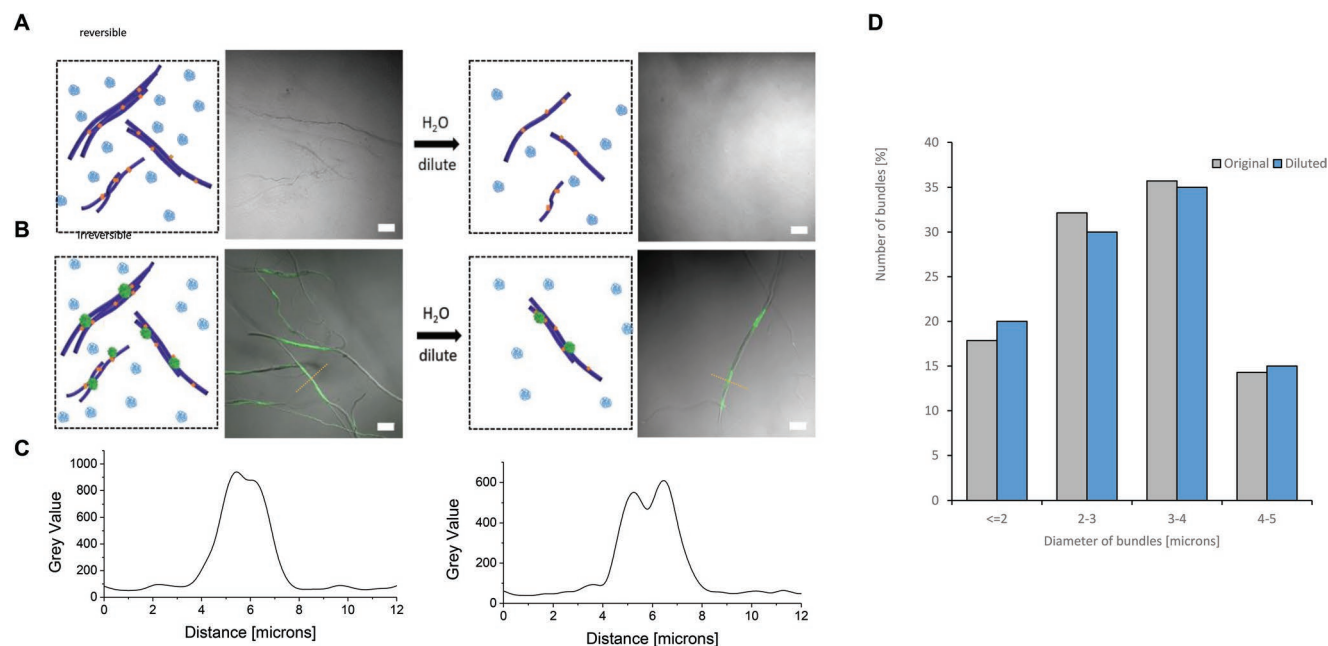 A
reversible
H₂O
dilute
B
Irreversible
H₂O
dilute
C
1000
800
600
400
200
0
Grey Value
0 2 4 6 8 10 12
Distance [microns]
600
400
200
0
Grey Value
0 2 4 6 8 10 12
Distance [microns]
D
Original Diluted
40
35
30
25
20
15
10
5
0
Number of bundles [%]
<=2 2-3 3-4 4-5
Diameter of bundles [microns]